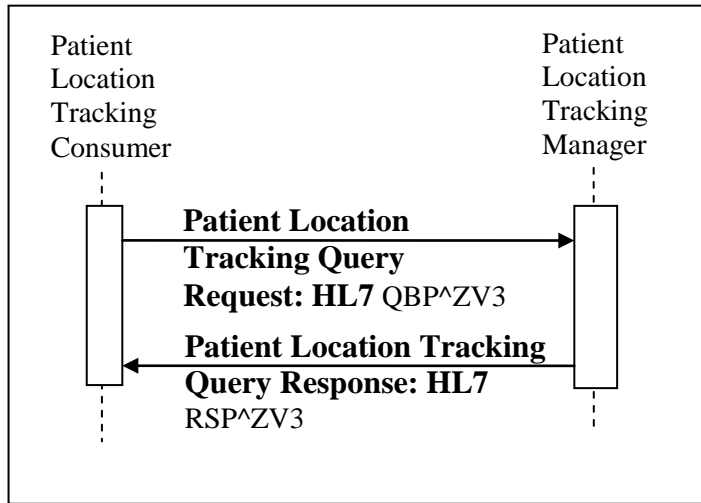 Patient
Location
Tracking
Consumer
Patient
Location
Tracking
Manager
Patient Location
Tracking Query
Request: HL7 QBP^ZV3
Patient Location Tracking
Query Response: HL7
RSP^ZV3